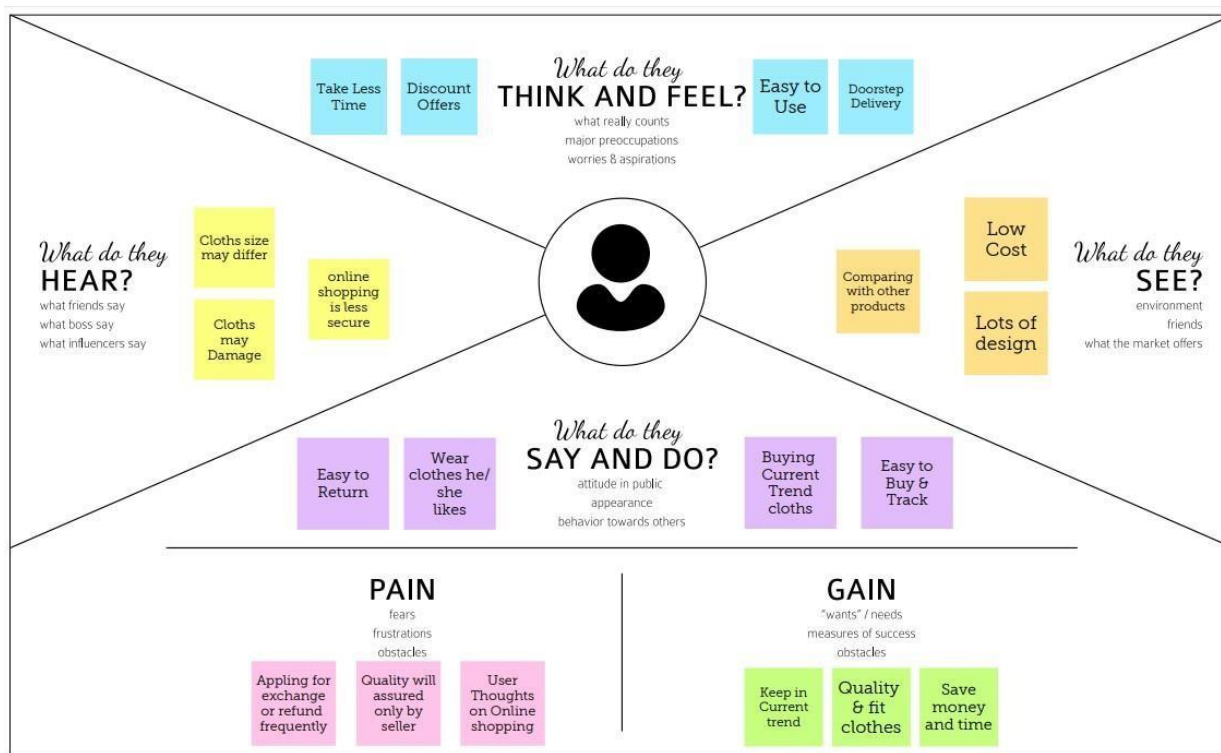 What do they
THINK AND FEEL?
what really counts
major preoccupations
worries & aspirations
Take Less
Time
Discount
Offers
Easy to
Use
Doorstep
Delivery
What do they
HEAR?
what friends say
what boss say
what influencers say
Cloths size
may differ
Cloths
may
Damage
online
shopping
is less
secure
What do they
SEE?
environment
friends
what the market offers
Comparing
with other
products
Low
Cost
Lots of
design
What do they
SAY AND DO?
attitude in public
appearance
behavior towards others
Easy to
Return
Wear
clothes he/
she
likes
Buying
Current
Trend
cloths
Easy to
Buy &
Track
PAIN
fears
frustrations
obstacles
Appling for
exchange
or refund
frequently
Quality will
assured
only by
seller
User
Thoughts
on Online
shopping
GAIN
"wants" / needs
measures of success
obstacles
Keep in
Current
trend
Quality
& fit
clothes
Save
money
and time